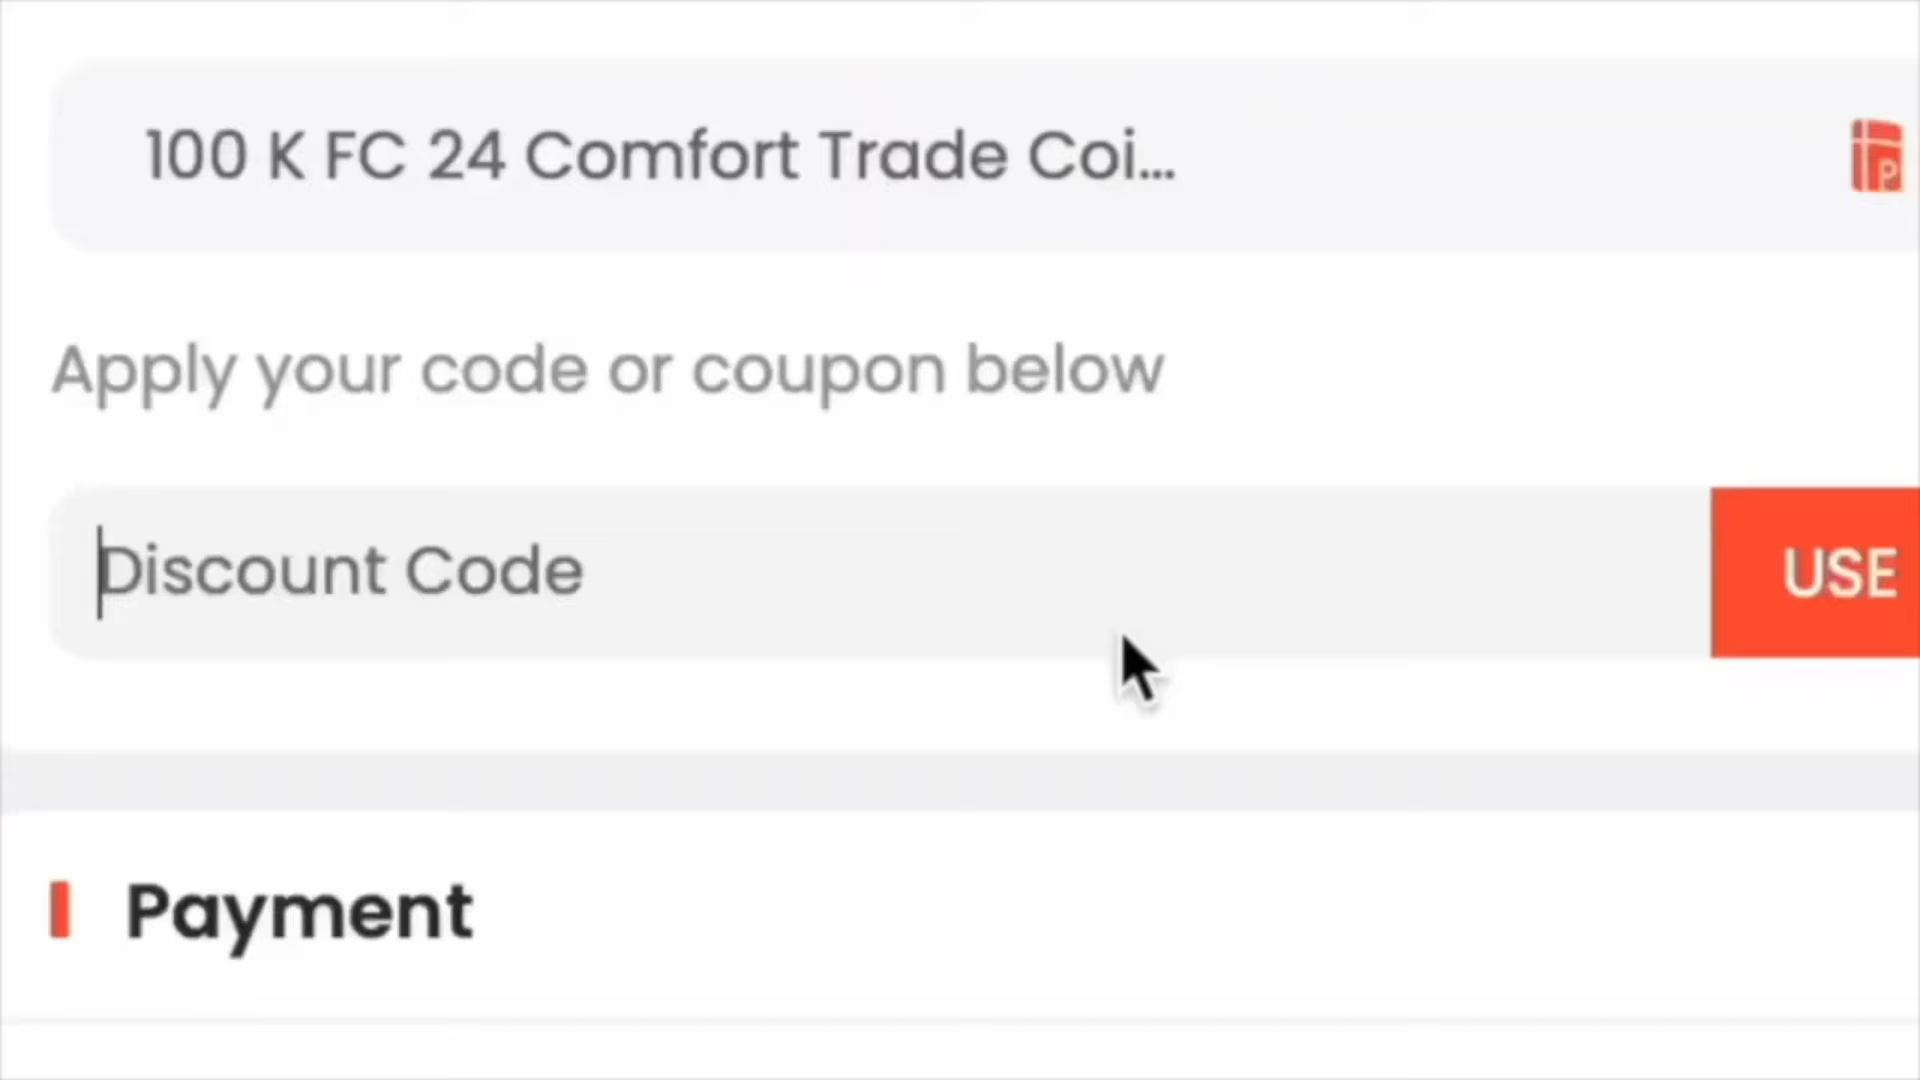 100 K FC 24 Comfort Trade Coi...
P
Apply your code or coupon below
Discount Code
USE
Payment